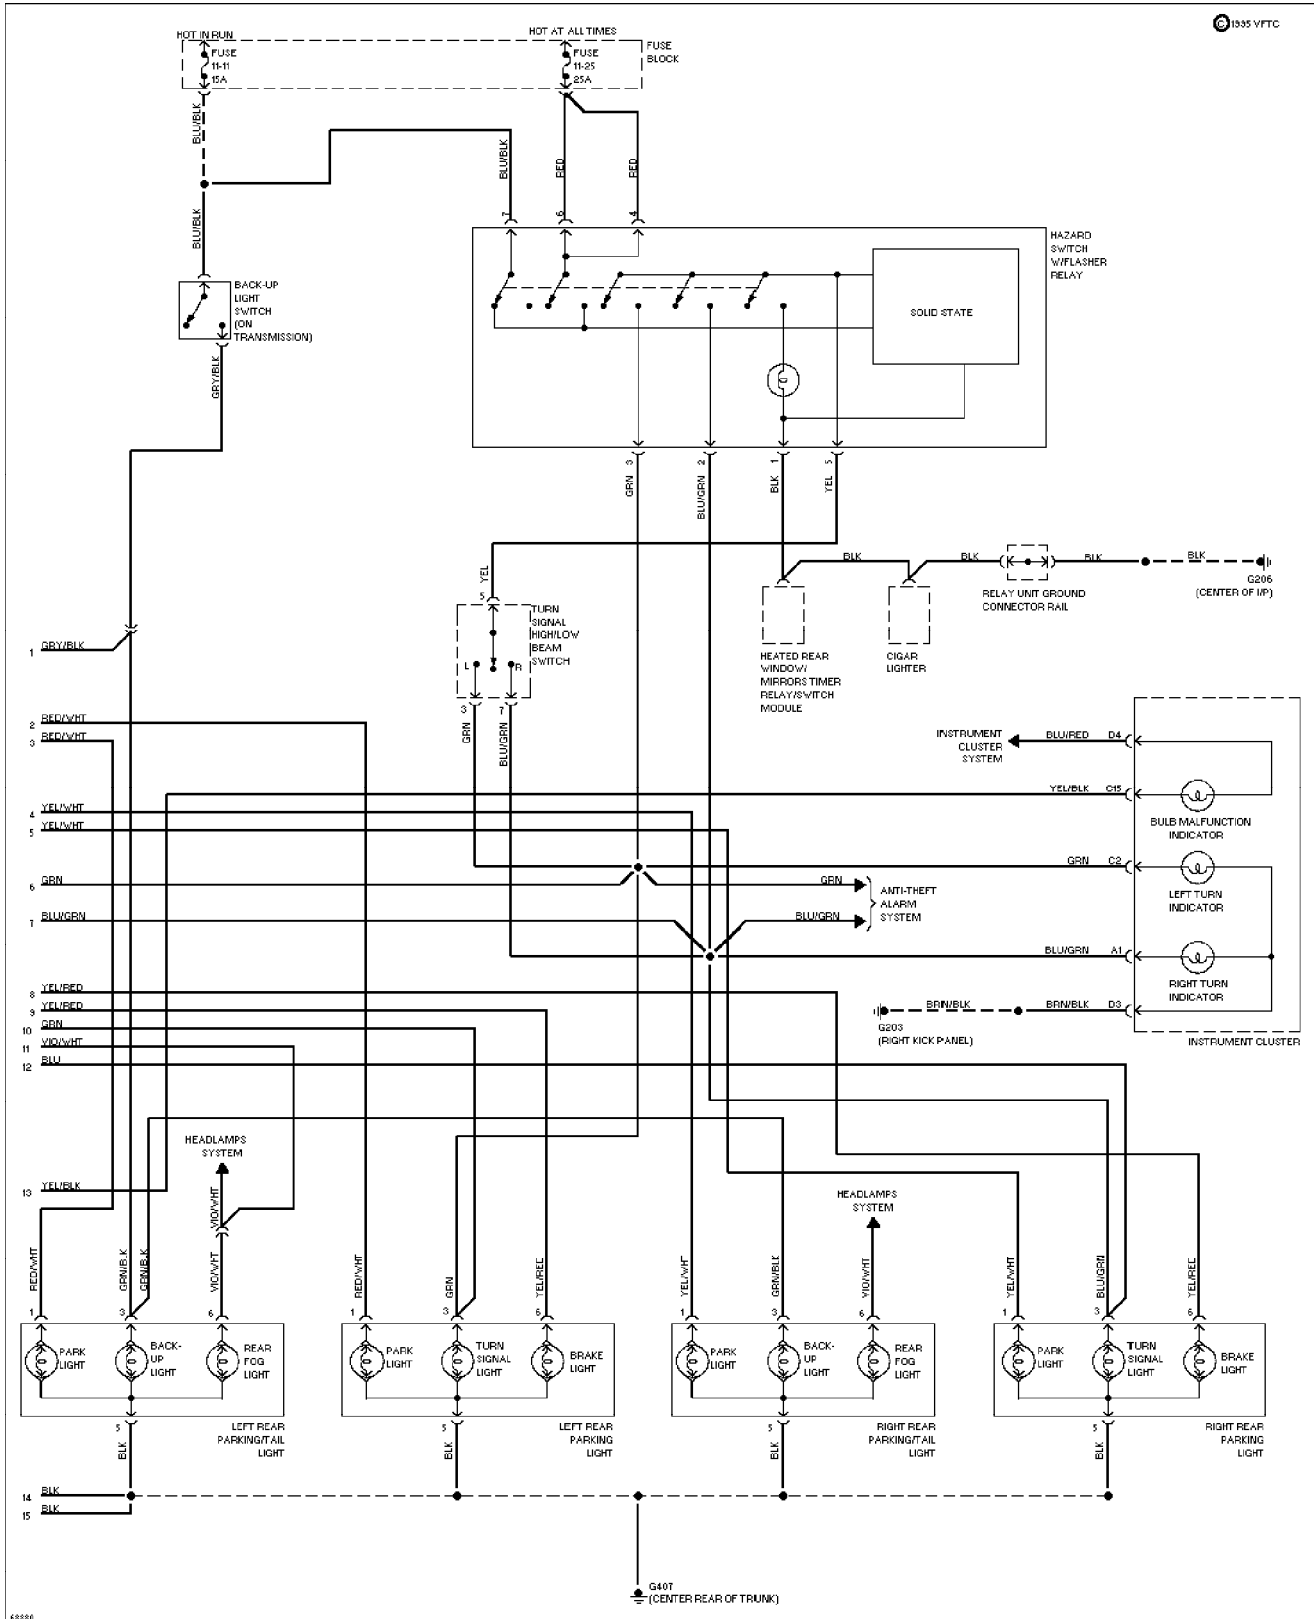 © 1995 VFTC
HOT IN RUN
HOT AT ALL TIMES
FUSE
11-11
15A
FUSE
11-25
25A
FUSE
BLOCK
BLU/BLK
BLU/BLK
RED
RED
BLU/BLK
7
6
4
HAZARD
SWITCH
W/FLASHER
RELAY
SOLID STATE
BACK-UP
LIGHT
SWITCH
(ON
TRANSMISSION)
GRY/BLK
3
2
1
5
GRN
BLU/GRN
BLK
YEL
YEL
5
TURN
SIGNAL
HIGH/LOW
BEAM
SWITCH
L
R
3
7
GRN
BLU/GRN
BLK
BLK
BLK
BLK
G206
(CENTER OF I/P)
RELAY UNIT GROUND
CONNECTOR RAIL
HEATED REAR
WINDOW/
MIRRORS TIMER
RELAY/SWITCH
MODULE
CIGAR
LIGHTER
1 GRY/BLK
2 RED/WHT
3 RED/WHT
INSTRUMENT
CLUSTER
SYSTEM
BLU/RED D4
YEL/BLK C15
BULB MALFUNCTION
INDICATOR
4 YEL/WHT
5 YEL/WHT
GRN C2
LEFT TURN
INDICATOR
6 GRN
GRN
7 BLU/GRN
BLU/GRN
ANTI-THEFT
ALARM
SYSTEM
BLU/GRN A1
RIGHT TURN
INDICATOR
8 YEL/RED
9 YEL/RED
10 GRN
11 VIO/WHT
12 BLU
BRN/BLK
BRN/BLK D3
G203
(RIGHT KICK PANEL)
INSTRUMENT CLUSTER
HEADLAMPS
SYSTEM
13 YEL/BLK
HEADLAMPS
SYSTEM
VIO/WHT
RED/WHT
GRN/BLK
GRN/BLK
VIO/WHT
RED/WHT
GRN
YEL/RED
YEL/WHT
GRN/BLK
VIO/WHT
YEL/WHT
BLU/GRN
YEL/RED
1
3
6
1
3
6
1
3
6
1
3
6
PARK
LIGHT
BACK-
UP
LIGHT
REAR
FOG
LIGHT
PARK
LIGHT
TURN
SIGNAL
LIGHT
BRAKE
LIGHT
PARK
LIGHT
BACK-
UP
LIGHT
REAR
FOG
LIGHT
PARK
LIGHT
TURN
SIGNAL
LIGHT
BRAKE
LIGHT
5
BLK
LEFT REAR
PARKING/TAIL
LIGHT
5
BLK
LEFT REAR
PARKING
LIGHT
5
BLK
RIGHT REAR
PARKING/TAIL
LIGHT
5
BLK
RIGHT REAR
PARKING
LIGHT
14 BLK
15 BLK
G407
(CENTER REAR OF TRUNK)